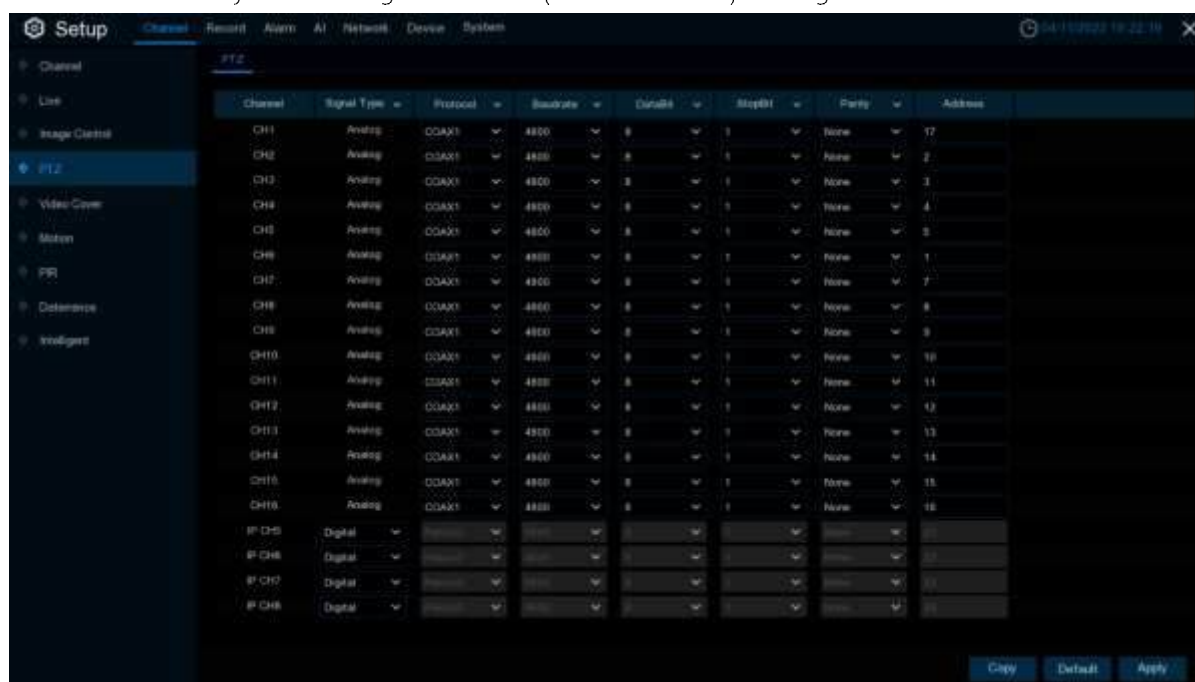 Setup Channel Record Alarm AI Network Device System
Channel
Live
Image Control
PTZ
Video Cover
Motion
PIR
Deterrence
Intelligent
PTZ
Channel Signal Type Protocol Baudrate DataBit StopBit Parity Address
CH1 Analog COAX1 4800 8 1 None 17
CH2 Analog COAX1 4800 8 1 None 2
CH3 Analog COAX1 4800 8 1 None 3
CH4 Analog COAX1 4800 8 1 None 4
CH5 Analog COAX1 4800 8 1 None 5
CH6 Analog COAX1 4800 8 1 None 1
CH7 Analog COAX1 4800 8 1 None 7
CH8 Analog COAX1 4800 8 1 None 8
CH9 Analog COAX1 4800 8 1 None 9
CH10 Analog COAX1 4800 8 1 None 10
CH11 Analog COAX1 4800 8 1 None 11
CH12 Analog COAX1 4800 8 1 None 12
CH13 Analog COAX1 4800 8 1 None 13
CH14 Analog COAX1 4800 8 1 None 14
CH15 Analog COAX1 4800 8 1 None 15
CH16 Analog COAX1 4800 8 1 None 16
IP CH5 Digital
IP CH6 Digital
IP CH7 Digital
IP CH8 Digital
Copy Default Apply